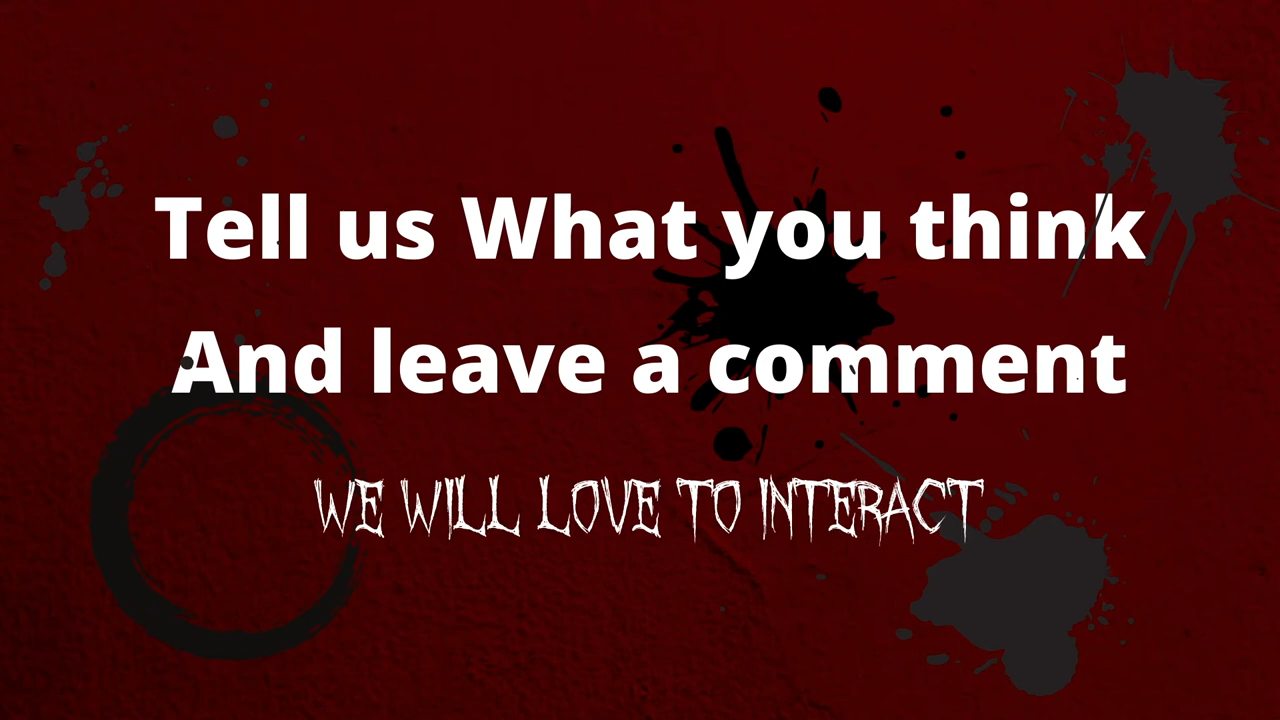 Tell us What you think
And leave a comment
WE WILL LOVE TO INTERACT